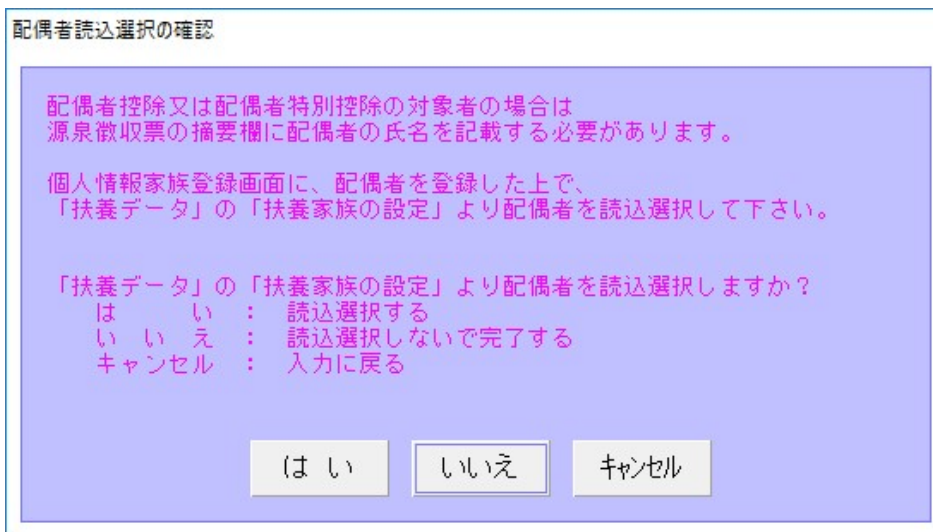 配偶者読込選択の確認
配偶者控除又は配偶者特別控除の対象者の場合は
源泉徴収票の摘要欄に配偶者の氏名を記載する必要があります。
個人情報家族登録画面に、配偶者を登録した上で、
「扶養データ」の「扶養家族の設定」より配偶者を読込選択して下さい。
「扶養データ」の「扶養家族の設定」より配偶者を読込選択しますか？
は　　　い　：　読込選択する
い　い　え　：　読込選択しないで完了する
キャンセル　：　入力に戻る
は い　いいえ　キャンセル